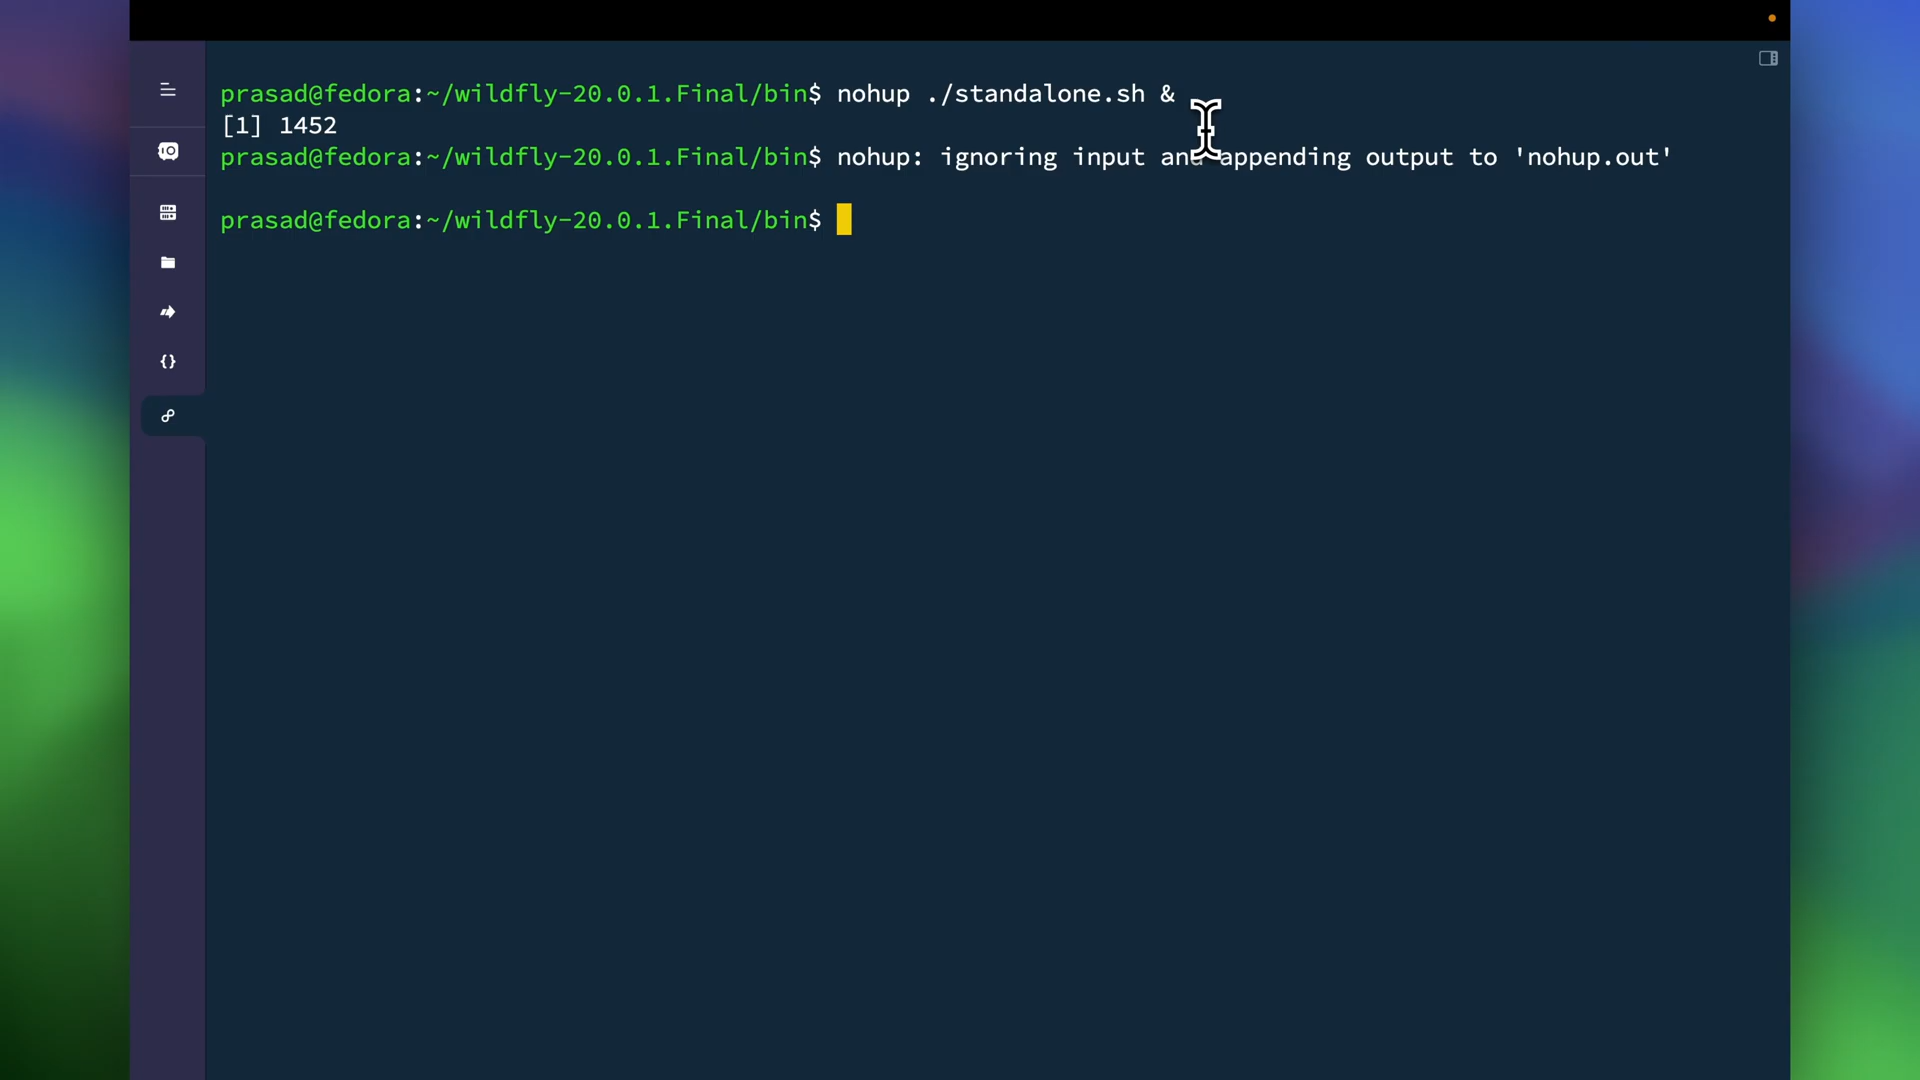 prasad@fedora:~/wildfly-20.0.1.Final/bin$ nohup ./standalone.sh &
[1] 1452
prasad@fedora:~/wildfly-20.0.1.Final/bin$ nohup: ignoring input and appending output to 'nohup.out'
prasad@fedora:~/wildfly-20.0.1.Final/bin$